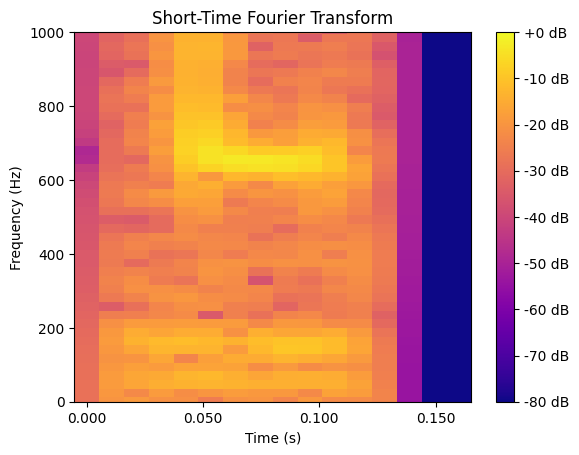 Short-Time Fourier Transform
1000
800
600
400
200
0
Frequency (Hz)
0.000
0.050
0.100
0.150
Time (s)
+0 dB
-10 dB
-20 dB
-30 dB
-40 dB
-50 dB
-60 dB
-70 dB
-80 dB